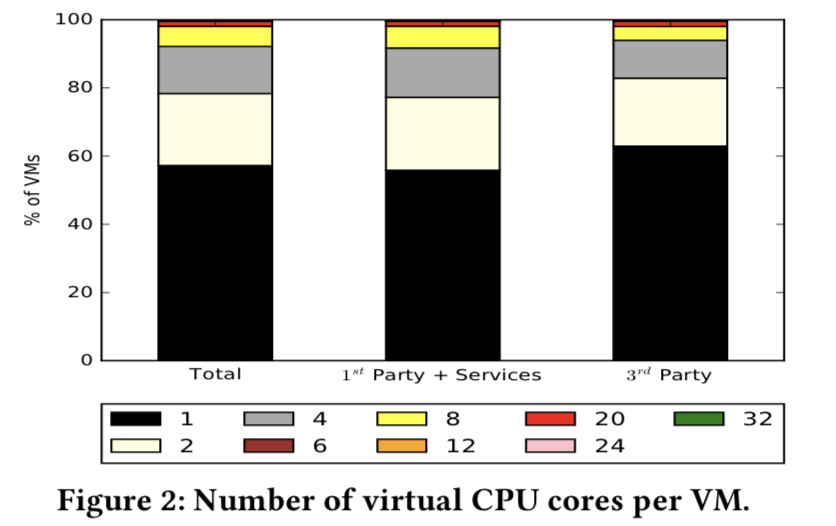 100
80
60
40
20
0
% of VMs
Total 1st Party + Services 3rd Party
1 4 8 20 32
2 6 12 24
Figure 2: Number of virtual CPU cores per VM.